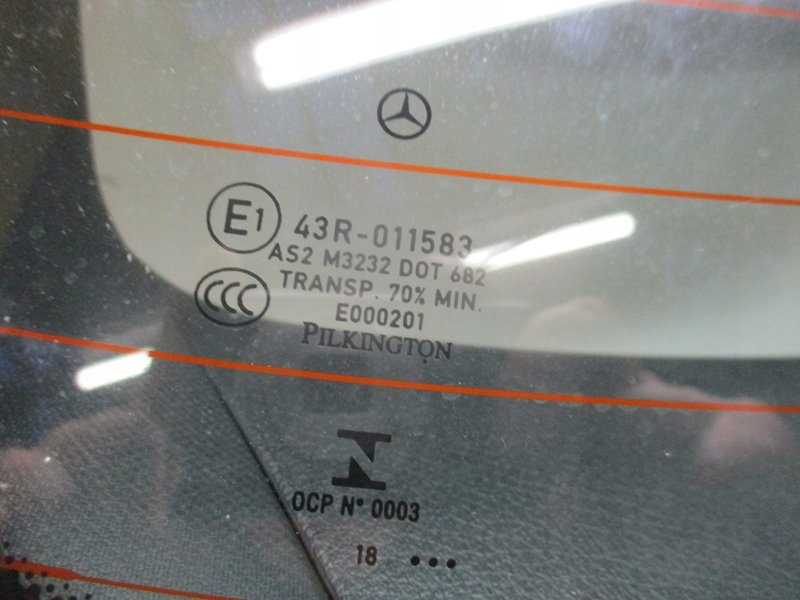 E1 43R-011583
AS2 M3232 DOT 682
CCC TRANSP. 70% MIN.
E000201
PILKINGTON
N
OCP N° 0003
18 •••